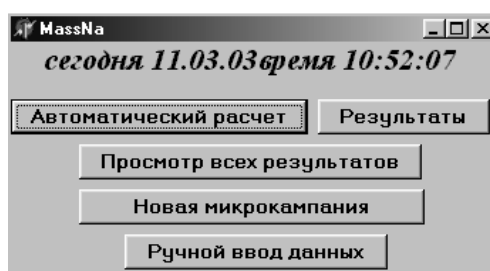 MassNa
сегодня 11.03.03время 10:52:07
Автоматический расчет Результаты
Просмотр всех результатов
Новая микрокампания
Ручной ввод данных